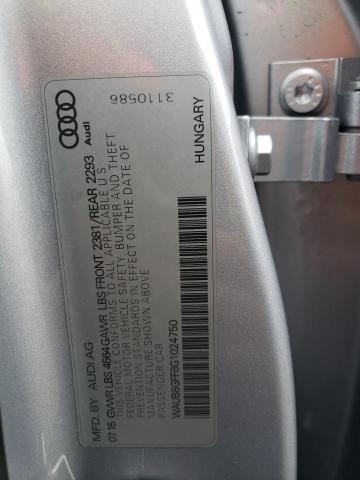 Audi
3110586
MFD. BY AUDI AG
0715 GVWR LBS 4564 GAWR LBS FRONT 2381/REAR 2293
THIS VEHICLE CONFORMS TO ALL APPLICABLE U S
FEDERAL MOTOR VEHICLE SAFETY, BUMPER AND THEFT
PREVENTION STANDARDS IN EFFECT ON THE DATE OF
MANUFACTURE SHOWN ABOVE
PASSENGER CAR
HUNGARY
WAUB8GFF8G1024750